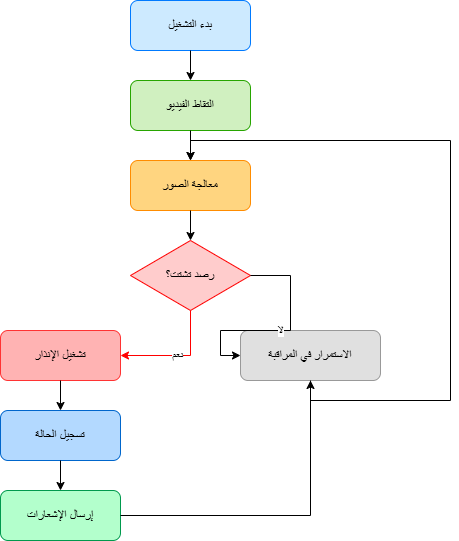 بدء التشغيل
التقاط الفيديو
معالجة الصور
رصد تشتت؟
لا
نعم
الاستمرار في المراقبة
تشغيل الإنذار
تسجيل الحالة
إرسال الإشعارات